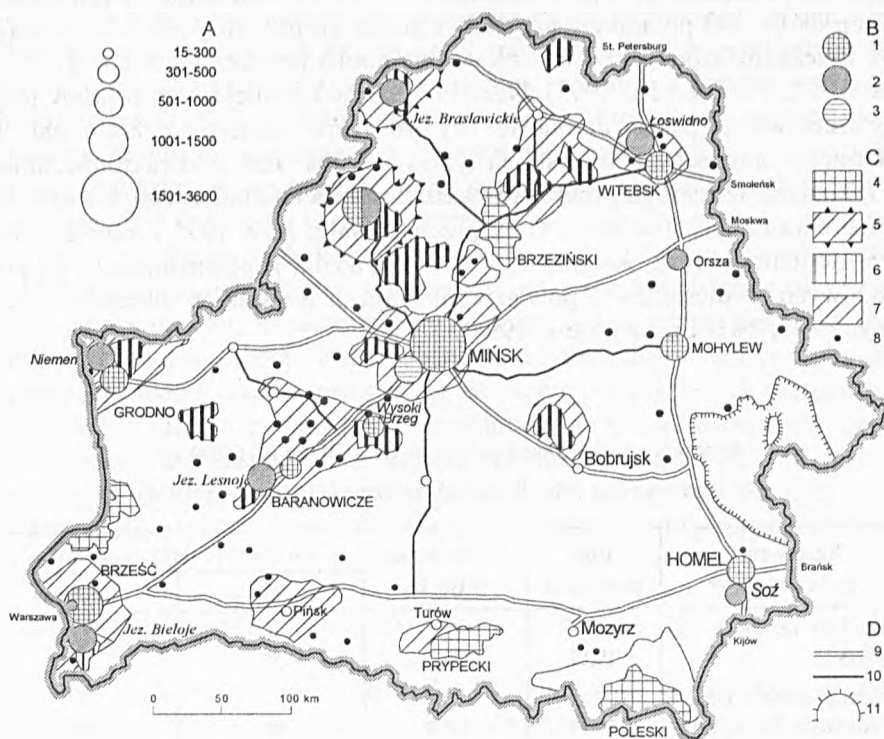 A
15-300
301-500
501-1000
1001-1500
1501-3600
B
1
2
3
C
4
5
6
7
8
D
9
10
11
St. Petersburg
Jez. Brasławickie
Łoswidno
WITEBSK
Smoleńsk
Moskwa
BRZEZIŃSKI
Orsza
MIŃSK
MOHYLEW
Niemen
GRODNO
Wysoki
Brzeg
Jez. Lesnoje
BARANOWICZE
Bobrujsk
HOMEL
Brańsk
Soż
BRZEŚĆ
Warszawa
Jez. Bieloje
Pińsk
Turów
PRYPECKI
Mozyrz
Kijów
POLESKI
0 50 100 km